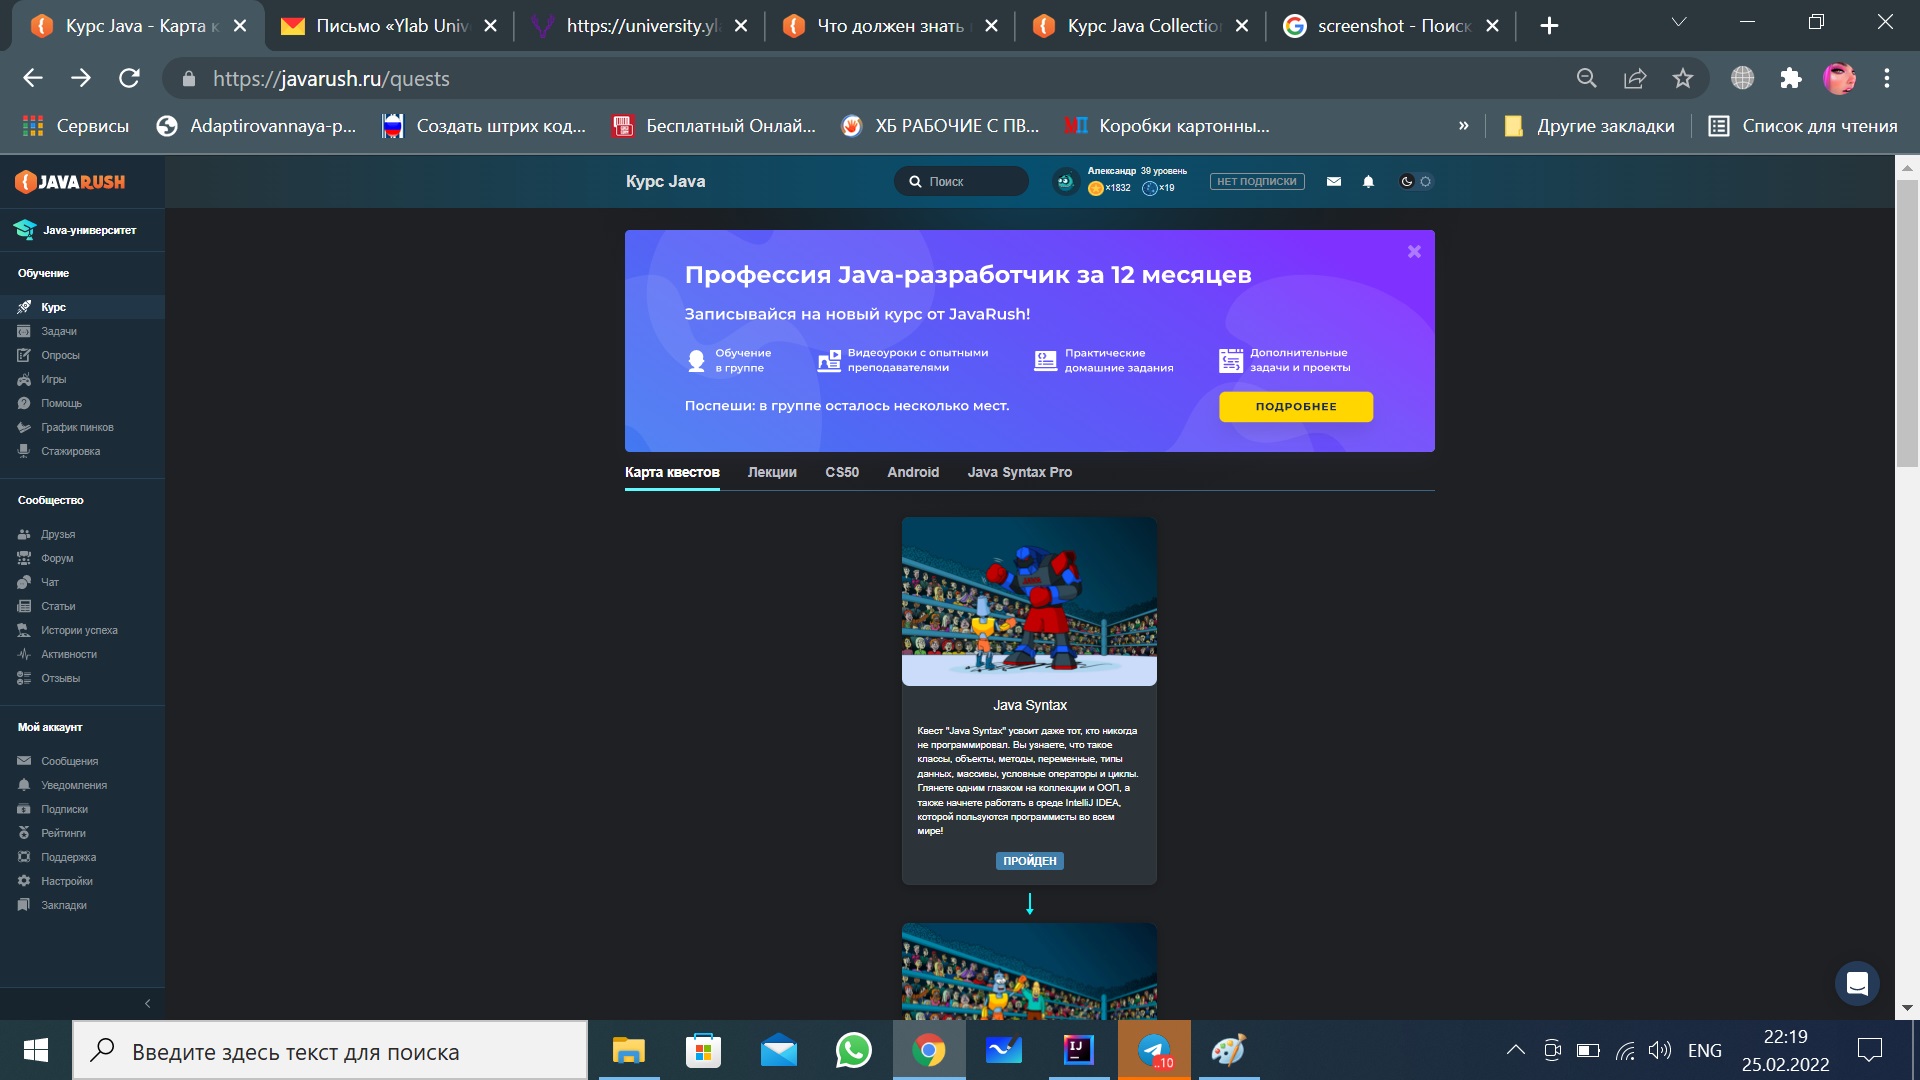 Курс Java - Карта к
Письмо «Ylab Unive
https://university.yl
Что должен знать
Курс Java Collection
screenshot - Поиск
https://javarush.ru/quests
Сервисы
Adaptirovannaya-p...
Создать штрих код...
Бесплатный Онлай...
ХБ РАБОЧИЕ С ПВ...
Коробки картонны...
»
Другие закладки
Список для чтения
JAVARUSH
Курс Java
Поиск
Александр 39 уровень
×1832 ×19
НЕТ ПОДПИСКИ
Java-университет
Обучение
Курс
Задачи
Опросы
Игры
Помощь
График пинков
Стажировка
Сообщество
Друзья
Форум
Чат
Статьи
Истории успеха
Активности
Отзывы
Мой аккаунт
Сообщения
Уведомления
Подписки
Рейтинги
Поддержка
Настройки
Закладки
Профессия Java-разработчик за 12 месяцев
Записывайся на новый курс от JavaRush!
Обучение
в группе
Видеоуроки с опытными
преподавателями
Практические
домашние задания
Дополнительные
задачи и проекты
Поспеши: в группе осталось несколько мест.
ПОДРОБНЕЕ
Карта квестов
Лекции
CS50
Android
Java Syntax Pro
Java Syntax
Квест "Java Syntax" усвоит даже тот, кто никогда
не программировал. Вы узнаете, что такое
классы, объекты, методы, переменные, типы
данных, массивы, условные операторы и циклы.
Глянете одним глазком на коллекции и ООП, а
также начнете работать в среде IntelliJ IDEA,
которой пользуются программисты во всем
мире!
ПРОЙДЕН
Введите здесь текст для поиска
IJ
..10
ENG
22:19
25.02.2022